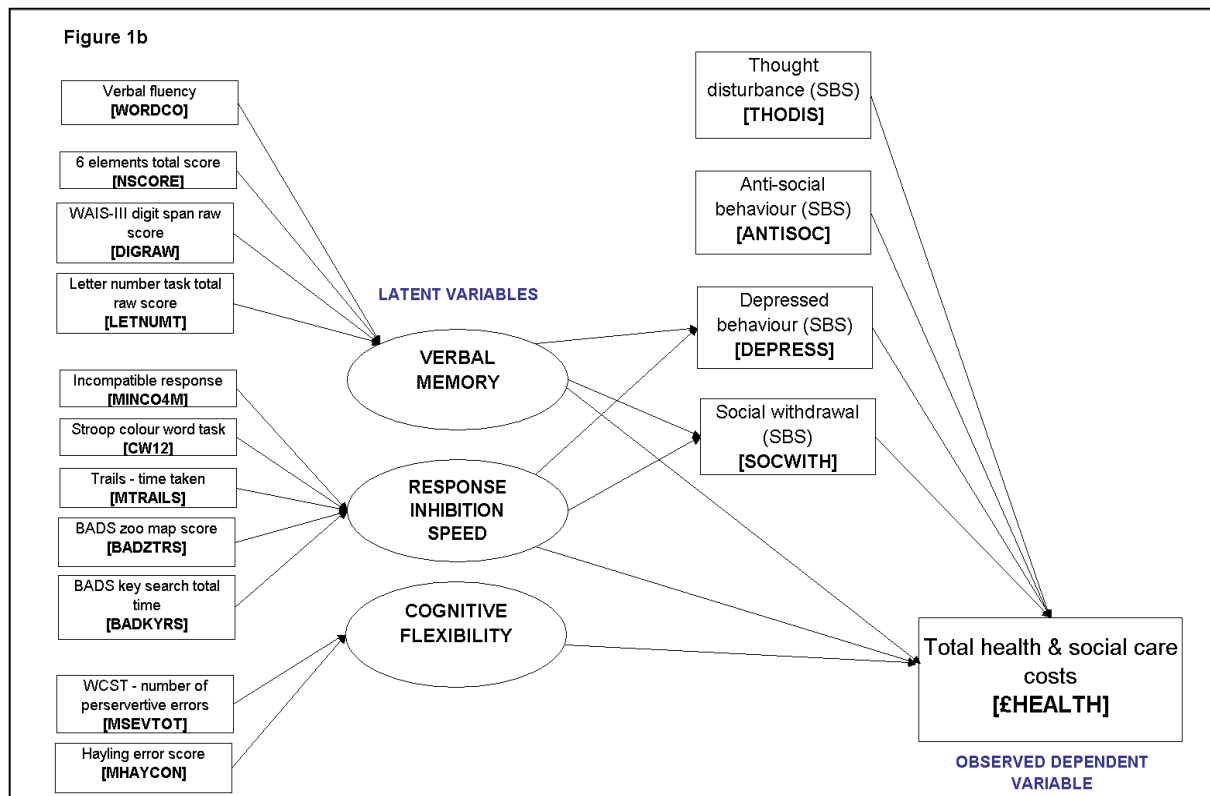 Figure 1b
Verbal fluency
[WORDCO]
6 elements total score
[NSCORE]
WAIS-III digit span raw
score
[DIGRAW]
Letter number task total
raw score
[LETNUMT]
Incompatible response
[MINCO4M]
Stroop colour word task
[CW12]
Trails - time taken
[MTRAILS]
BADS zoo map score
[BADZTRS]
BADS key search total
time
[BADKYRS]
WCST - number of
perservertive errors
[MSEVTOT]
Hayling error score
[MHAYCON]
LATENT VARIABLES
VERBAL
MEMORY
RESPONSE
INHIBITION
SPEED
COGNITIVE
FLEXIBILITY
Thought
disturbance (SBS)
[THODIS]
Anti-social
behaviour (SBS)
[ANTISOC]
Depressed
behaviour (SBS)
[DEPRESS]
Social withdrawal
(SBS)
[SOCWITH]
Total health & social care
costs
[£HEALTH]
OBSERVED DEPENDENT
VARIABLE